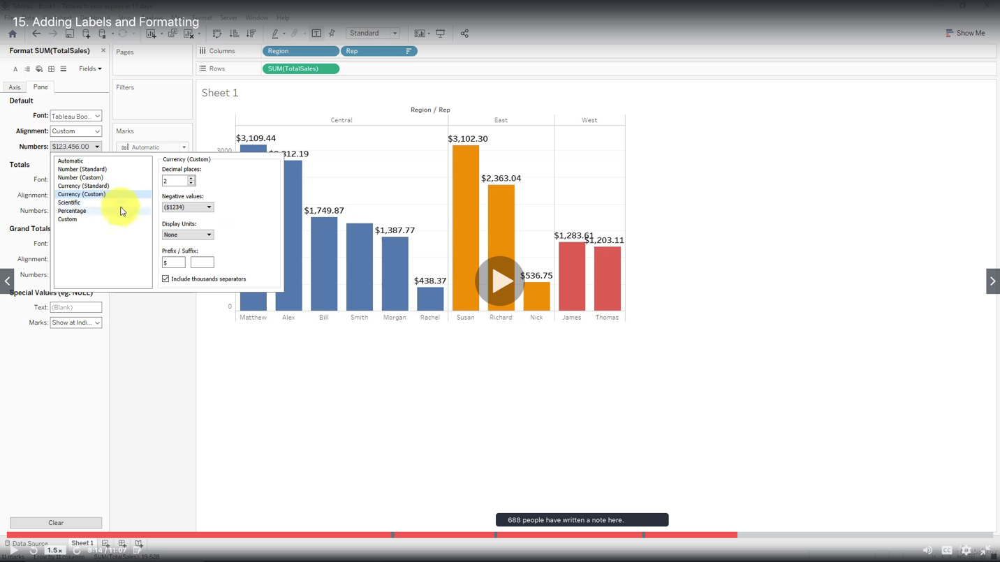 Tableau - Book1 - Tableau license expires in 11 days
15. Adding Labels and Formatting
Format Server Window Help
Standard
Show Me
Format SUM(TotalSales)
Fields
Axis Pane
Default
Font: Tableau Boo..
Alignment: Custom
Numbers: $123,456.00
Totals
Font:
Alignment:
Numbers:
Grand Totals
Font:
Alignment:
Numbers:
Special Values (eg. NULL)
Text: (Blank)
Marks: Show at Indi...
Clear
Automatic
Number (Standard)
Number (Custom)
Currency (Standard)
Currency (Custom)
Scientific
Percentage
Custom
Currency (Custom)
Decimal places:
2
Negative values:
($1234)
Display Units:
None
Prefix / Suffix:
$
Include thousands separators
Pages
Filters
Marks
Automatic
Columns Region Rep
Rows SUM(TotalSales)
Sheet 1
Region / Rep
Central East West
3000
0
$3,109.44
$1,749.87
$1,387.77
$438.37
$3,102.30
$2,363.04
$536.75
$1,283.61
$1,203.11
Matthew Alex Bill Smith Morgan Rachel Susan Richard Nick James Thomas
688 people have written a note here.
Data Source Sheet 1
1.5x 8:14 / 11:07
CC
11 marks 1 row by 11 columns SUM(TotalSales): 19,628